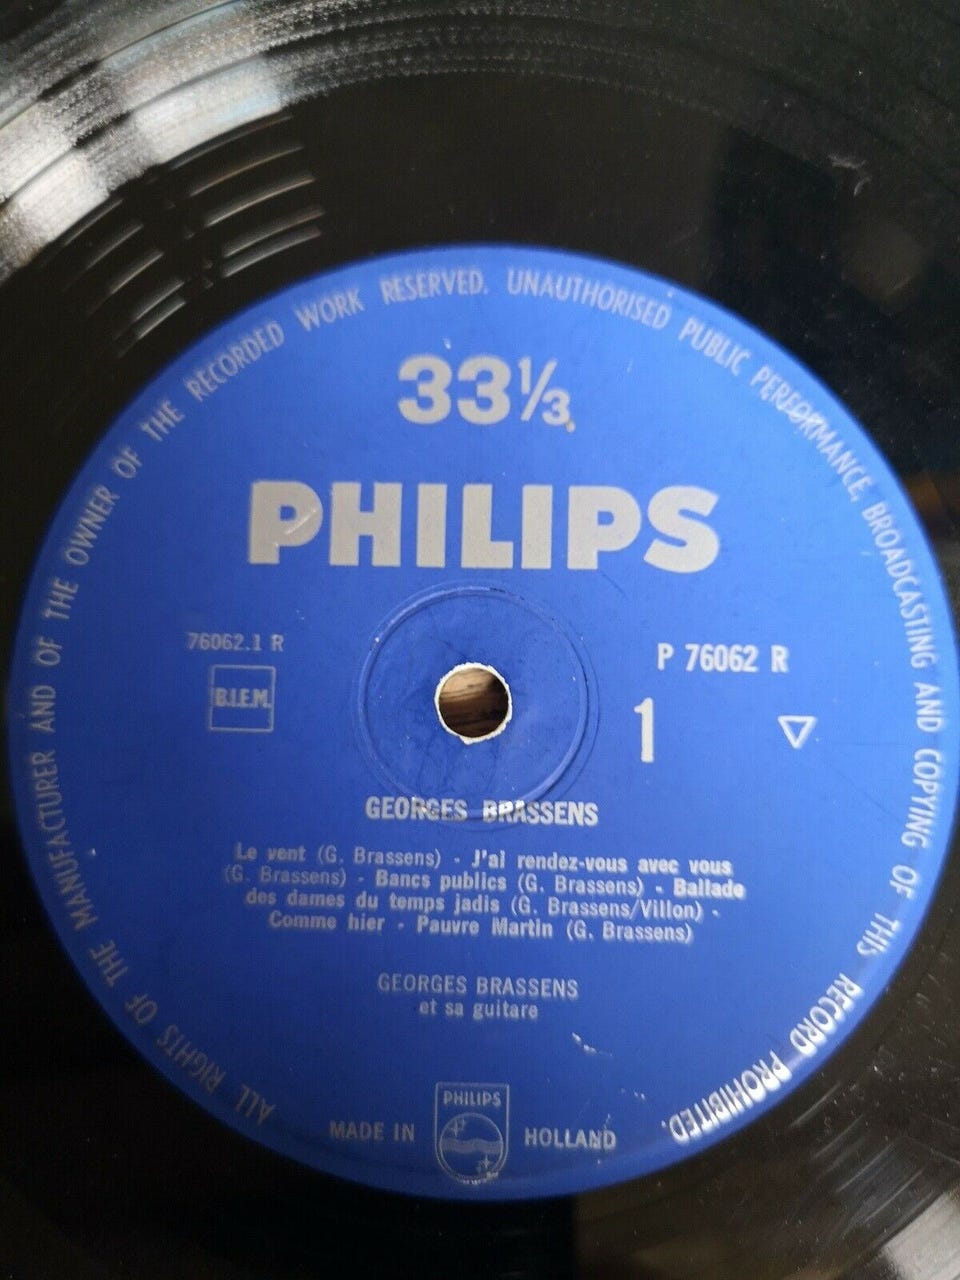 ALL RIGHTS OF THE MANUFACTURER AND OF THE OWNER OF THE RECORDED WORK RESERVED. UNAUTHORISED PUBLIC PERFORMANCE, BROADCASTING AND COPYING OF THIS RECORD PROHIBITED.
33⅓
PHILIPS
76062.1 R
P 76062 R
B.I.E.M.
1
GEORGES BRASSENS
Le vent (G. Brassens) - J'ai rendez-vous avec vous
(G. Brassens) - Bancs publics (G. Brassens) - Ballade
des dames du temps jadis (G. Brassens/Villon) -
Comme hier - Pauvre Martin (G. Brassens)
GEORGES BRASSENS
et sa guitare
PHILIPS
MADE IN HOLLAND